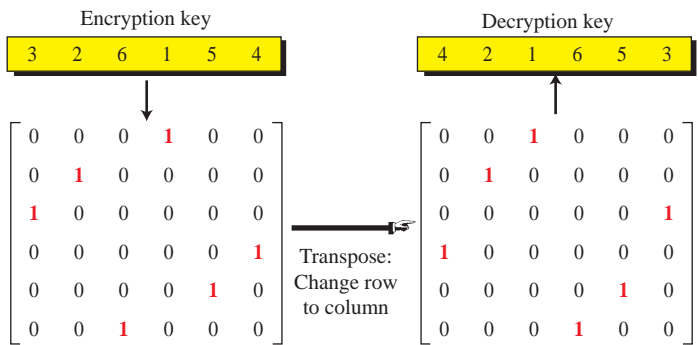 Encryption key
3 2 6 1 5 4
0 0 0 1 0 0
0 1 0 0 0 0
1 0 0 0 0 0
0 0 0 0 0 1
0 0 0 0 1 0
0 0 1 0 0 0
Transpose:
Change row
to column
Decryption key
4 2 1 6 5 3
0 0 1 0 0 0
0 1 0 0 0 0
0 0 0 0 0 1
1 0 0 0 0 0
0 0 0 0 1 0
0 0 0 1 0 0